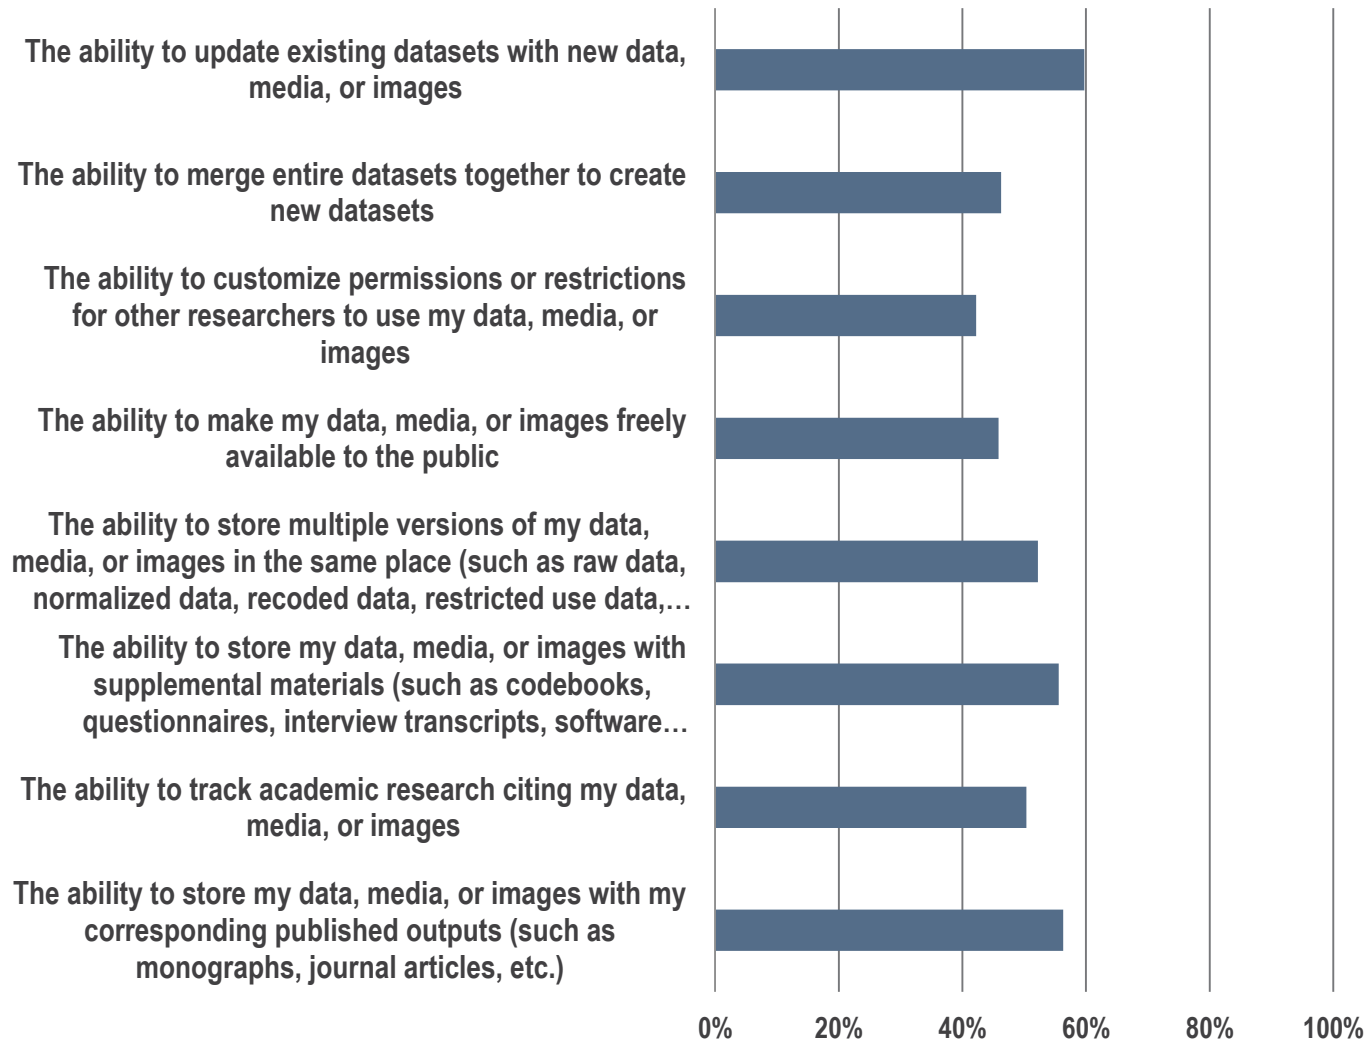 The ability to update existing datasets with new data,
media, or images
The ability to merge entire datasets together to create
new datasets
The ability to customize permissions or restrictions
for other researchers to use my data, media, or
images
The ability to make my data, media, or images freely
available to the public
The ability to store multiple versions of my data,
media, or images in the same place (such as raw data,
normalized data, recoded data, restricted use data,…
The ability to store my data, media, or images with
supplemental materials (such as codebooks,
questionnaires, interview transcripts, software…
The ability to track academic research citing my data,
media, or images
The ability to store my data, media, or images with my
corresponding published outputs (such as
monographs, journal articles, etc.)
0% 20% 40% 60% 80% 100%